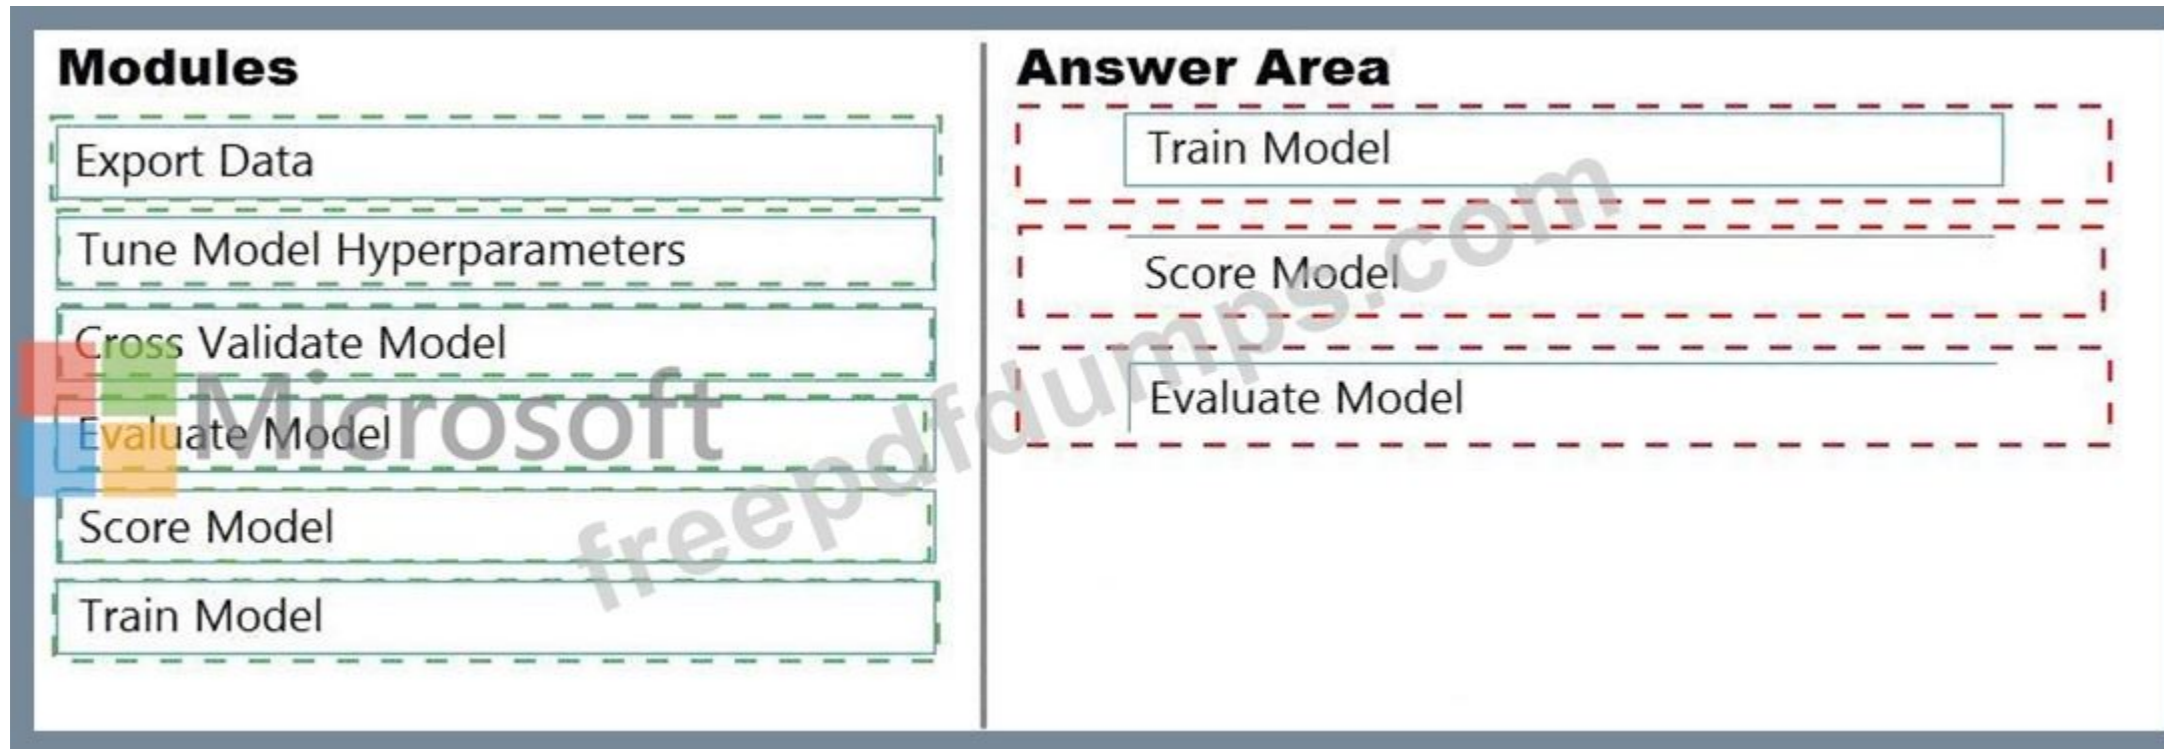 Modules
Export Data
Tune Model Hyperparameters
Cross Validate Model
Evaluate Model
Score Model
Train Model
Answer Area
Train Model
Score Model
Evaluate Model
Microsoft
freepdfdumps.com